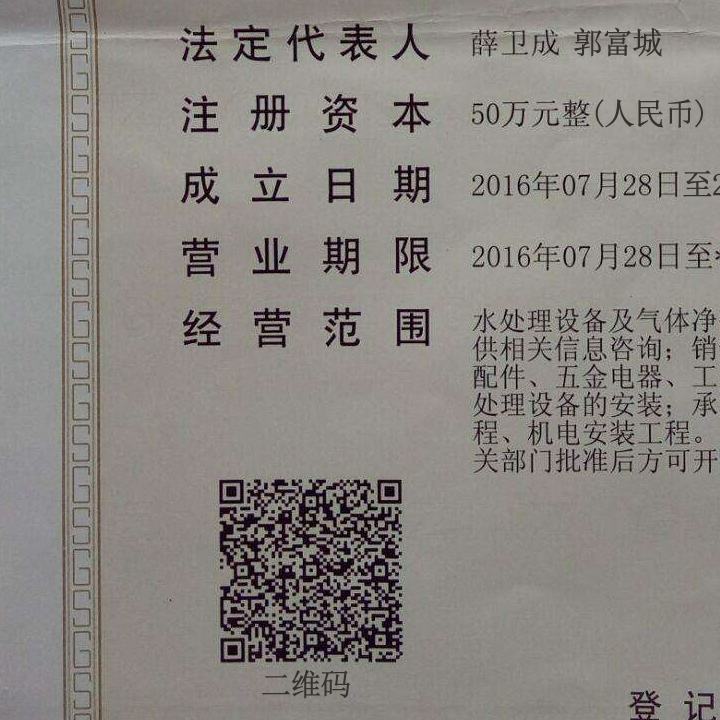 法定代表人 薛卫成 郭富城
注册资本 50万元整(人民币)
成立日期 2016年07月28日至2
营业期限 2016年07月28日至*
经营范围 水处理设备及气体净
供相关信息咨询；销
配件、五金电器、工
处理设备的安装；承
程、机电安装工程。
关部门批准后方可开
二维码
登记